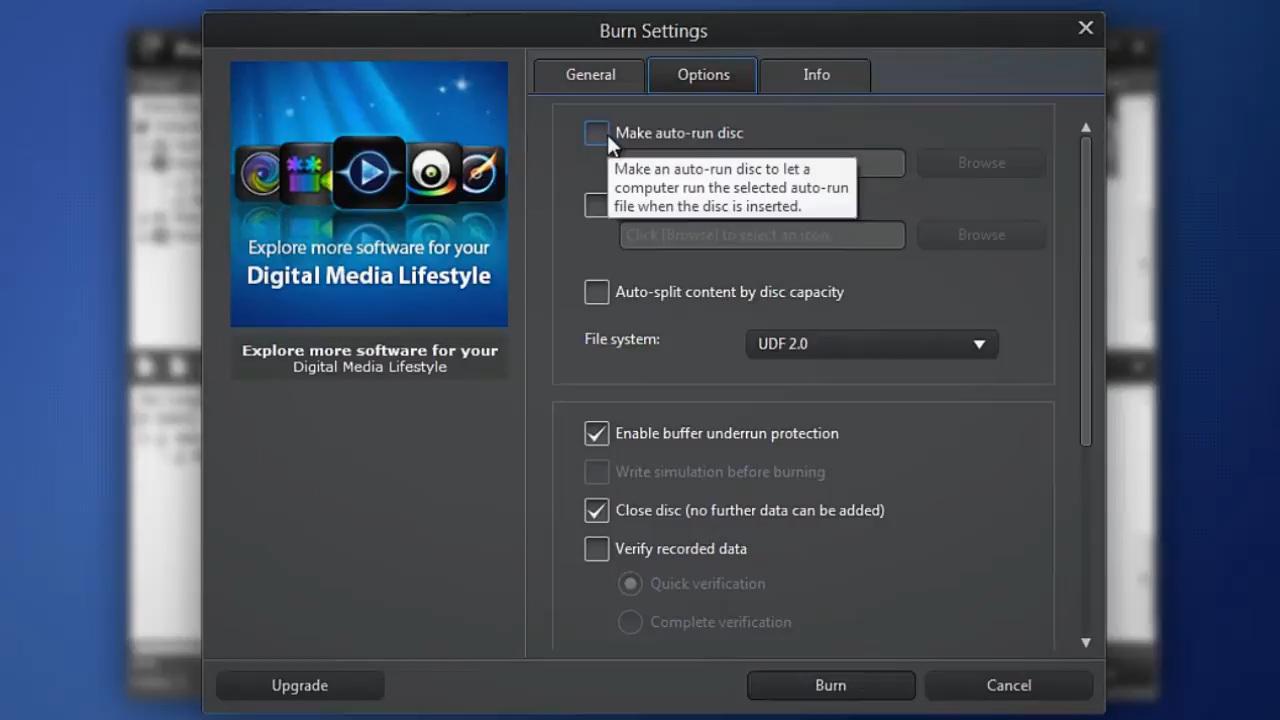 Burn Settings
General
Options
Info
Make auto-run disc
Browse
Make an auto-run disc to let a
computer run the selected auto-run
file when the disc is inserted.
Click [Browse] to select an icon.
Browse
Auto-split content by disc capacity
File system:
UDF 2.0
Enable buffer underrun protection
Write simulation before burning
Close disc (no further data can be added)
Verify recorded data
Quick verification
Complete verification
Explore more software for your
Digital Media Lifestyle
Explore more software for your
Digital Media Lifestyle
Upgrade
Burn
Cancel